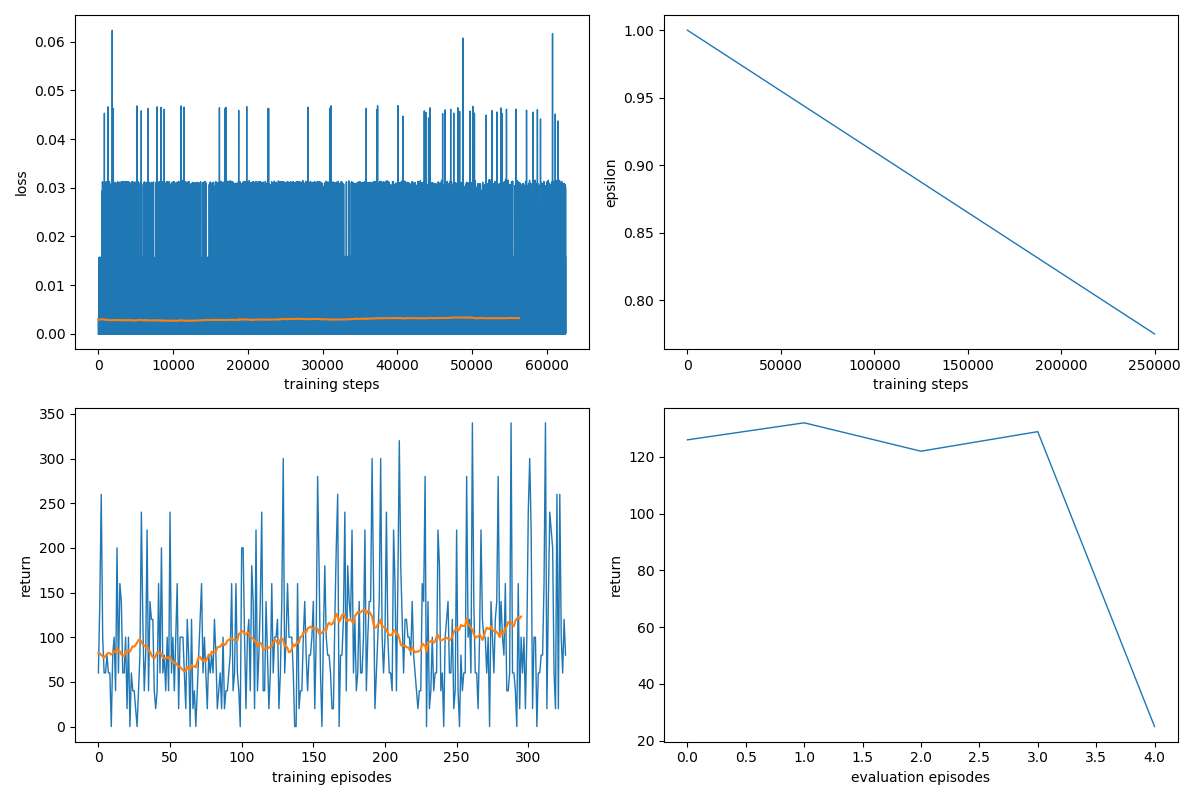 0.06
0.05
0.04
0.03
0.02
0.01
0.00
loss
0 10000 20000 30000 40000 50000 60000
training steps
1.00
0.95
0.90
0.85
0.80
epsilon
0 50000 100000 150000 200000 250000
training steps
350
300
250
200
150
100
50
0
return
0 50 100 150 200 250 300
training episodes
120
100
80
60
40
20
return
0.0 0.5 1.0 1.5 2.0 2.5 3.0 3.5 4.0
evaluation episodes